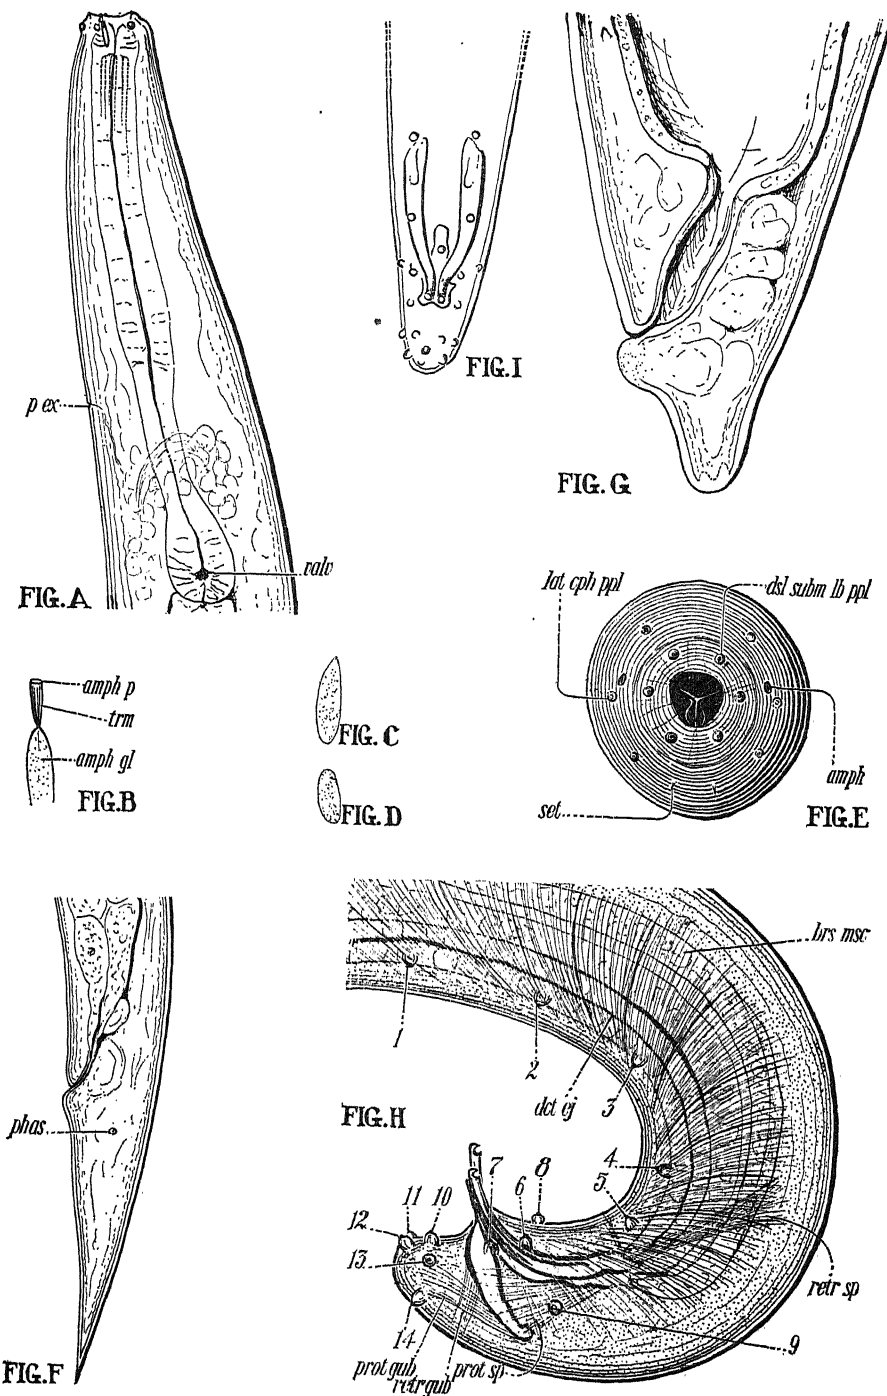 p ex
FIG. A
valv
FIG. I
FIG. G
amph p
trm
amph gl
FIG.B
FIG. C
FIG. D
lat cph ppl
dsl subm lb ppl
amph
set
FIG.E
phas
FIG.F
brs msc
1
2
dct ej
3
FIG.H
4
5
6
7
8
9
10
11
12
13
14
retr sp
prot gub
retr gub
prot sp